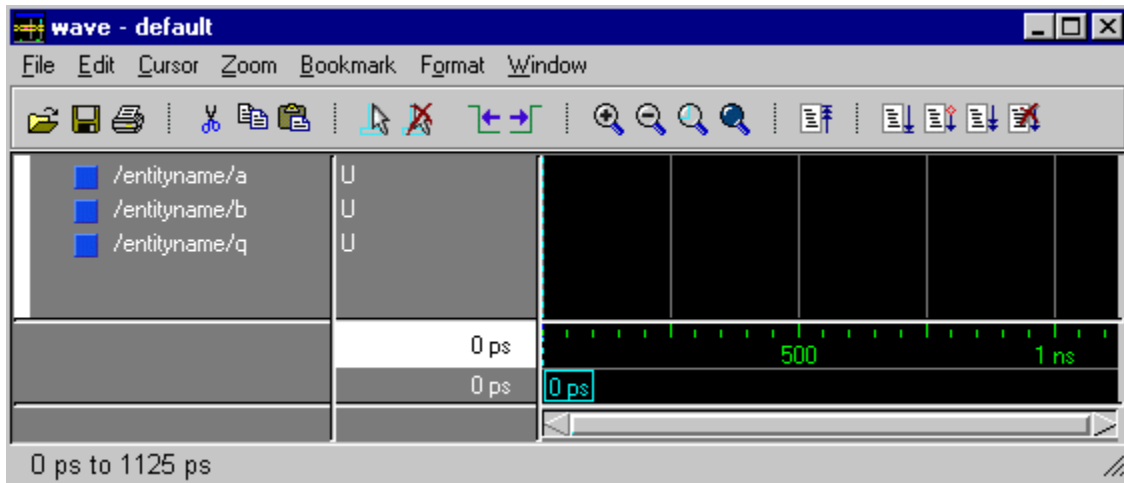 wave - default
File Edit Cursor Zoom Bookmark Format Window
/entityname/a U
/entityname/b U
/entityname/q U
0 ps 500 1 ns
0 ps 0 ps
0 ps to 1125 ps